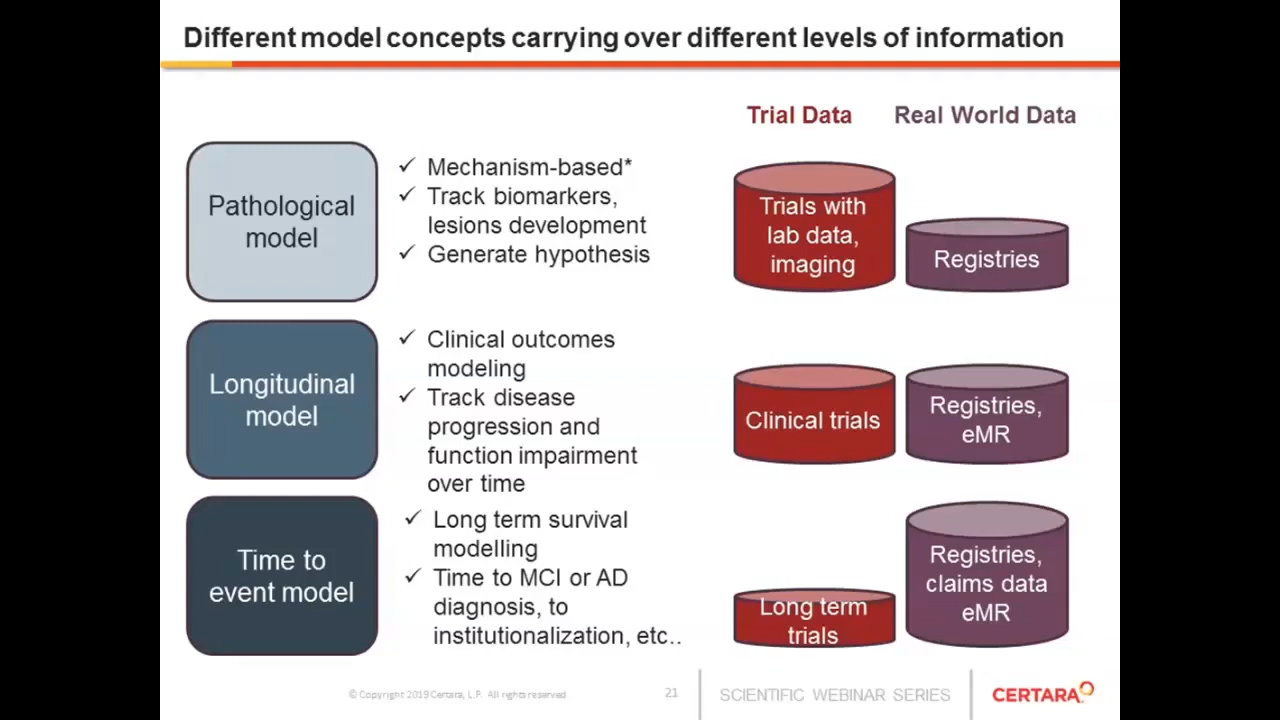 Different model concepts carrying over different levels of information
Trial Data
Real World Data
Pathological
model
✓ Mechanism-based*
✓ Track biomarkers,
lesions development
✓ Generate hypothesis
Trials with
lab data,
imaging
Registries
Longitudinal
model
✓ Clinical outcomes
modeling
✓ Track disease
progression and
function impairment
over time
Clinical trials
Registries,
eMR
Time to
event model
✓ Long term survival
modelling
✓ Time to MCI or AD
diagnosis, to
institutionalization, etc..
Long term
trials
Registries,
claims data
eMR
© Copyright 2019 Certara, L.P. All rights reserved
21
SCIENTIFIC WEBINAR SERIES
CERTARA